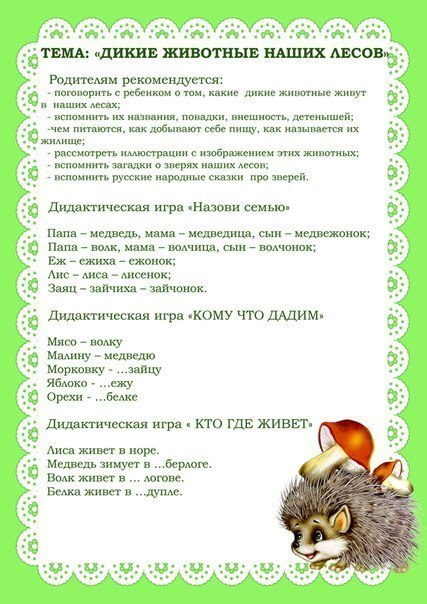 ТЕМА: «ДИКИЕ ЖИВОТНЫЕ НАШИХ ЛЕСОВ»
Родителям рекомендуется:
- поговорить с ребенком о том, какие дикие животные живут
в наших лесах;
- вспомнить их названия, повадки, внешность, детенышей;
-чем питаются, как добывают себе пищу, как называется их
жилище;
- рассмотреть иллюстрации с изображением этих животных;
- вспомнить загадки о зверях наших лесов;
- вспомнить русские народные сказки про зверей.
Дидактическая игра «Назови семью»
Папа – медведь, мама – медведица, сын – медвежонок;
Папа – волк, мама – волчица, сын – волчонок;
Еж – ежиха – ежонок;
Лис – лиса – лисенок;
Заяц – зайчиха – зайчонок.
Дидактическая игра «КОМУ ЧТО ДАДИМ»
Мясо – волку
Малину – медведю
Морковку - …зайцу
Яблоко - …ежу
Орехи - …белке
Дидактическая игра « КТО ГДЕ ЖИВЕТ»
Лиса живет в норе.
Медведь зимует в …берлоге.
Волк живет в … логове.
Белка живет в …дупле.